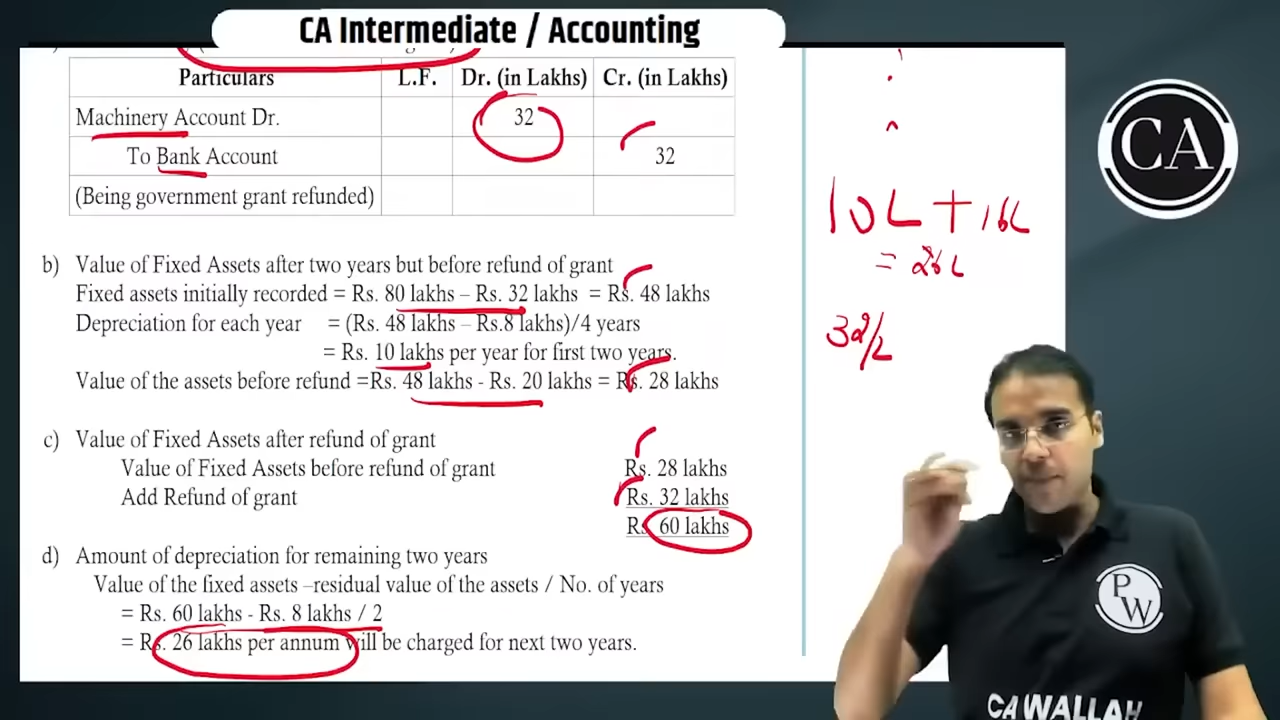 CA Intermediate / Accounting
Particulars L.F. Dr. (in Lakhs) Cr. (in Lakhs)
Machinery Account Dr. 32
To Bank Account 32
(Being government grant refunded)
b) Value of Fixed Assets after two years but before refund of grant
Fixed assets initially recorded = Rs. 80 lakhs – Rs. 32 lakhs = Rs. 48 lakhs
Depreciation for each year = (Rs. 48 lakhs – Rs.8 lakhs)/4 years
= Rs. 10 lakhs per year for first two years.
Value of the assets before refund =Rs. 48 lakhs - Rs. 20 lakhs = Rs. 28 lakhs
c) Value of Fixed Assets after refund of grant
Value of Fixed Assets before refund of grant Rs. 28 lakhs
Add Refund of grant Rs. 32 lakhs
Rs. 60 lakhs
d) Amount of depreciation for remaining two years
Value of the fixed assets –residual value of the assets / No. of years
= Rs. 60 lakhs - Rs. 8 lakhs / 2
= Rs. 26 lakhs per annum will be charged for next two years.
10L + 16L
= 26L
32/2
CA
PW
CA WALLAH